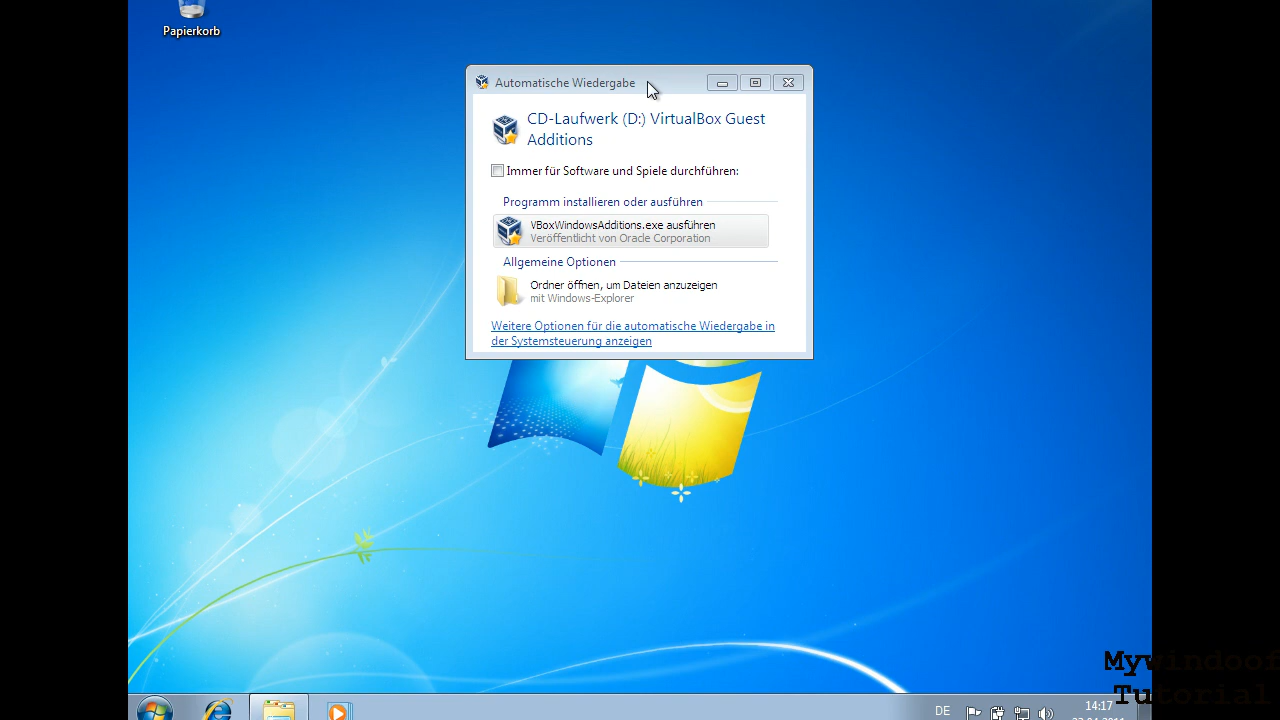 Papierkorb
Automatische Wiedergabe
CD-Laufwerk (D:) VirtualBox Guest
Additions
Immer für Software und Spiele durchführen:
Programm installieren oder ausführen
VBoxWindowsAdditions.exe ausführen
Veröffentlicht von Oracle Corporation
Allgemeine Optionen
Ordner öffnen, um Dateien anzuzeigen
mit Windows-Explorer
Weitere Optionen für die automatische Wiedergabe in
der Systemsteuerung anzeigen
Mywindoof
Tutorial
DE
14:17